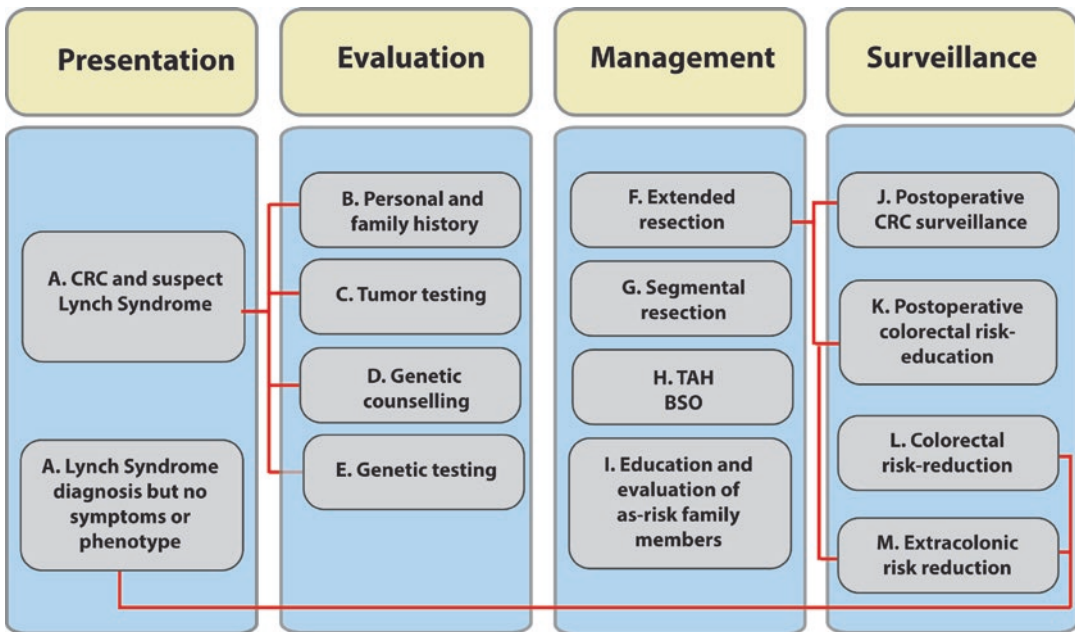 Presentation
Evaluation
Management
Surveillance
A. CRC and suspect
Lynch Syndrome
A. Lynch Syndrome
diagnosis but no
symptoms or
phenotype
B. Personal and
family history
C. Tumor testing
D. Genetic
counselling
E. Genetic testing
F. Extended
resection
G. Segmental
resection
H. TAH
BSO
I. Education and
evaluation of
as-risk family
members
J. Postoperative
CRC surveillance
K. Postoperative
colorectal risk-
education
L. Colorectal
risk-reduction
M. Extracolonic
risk reduction